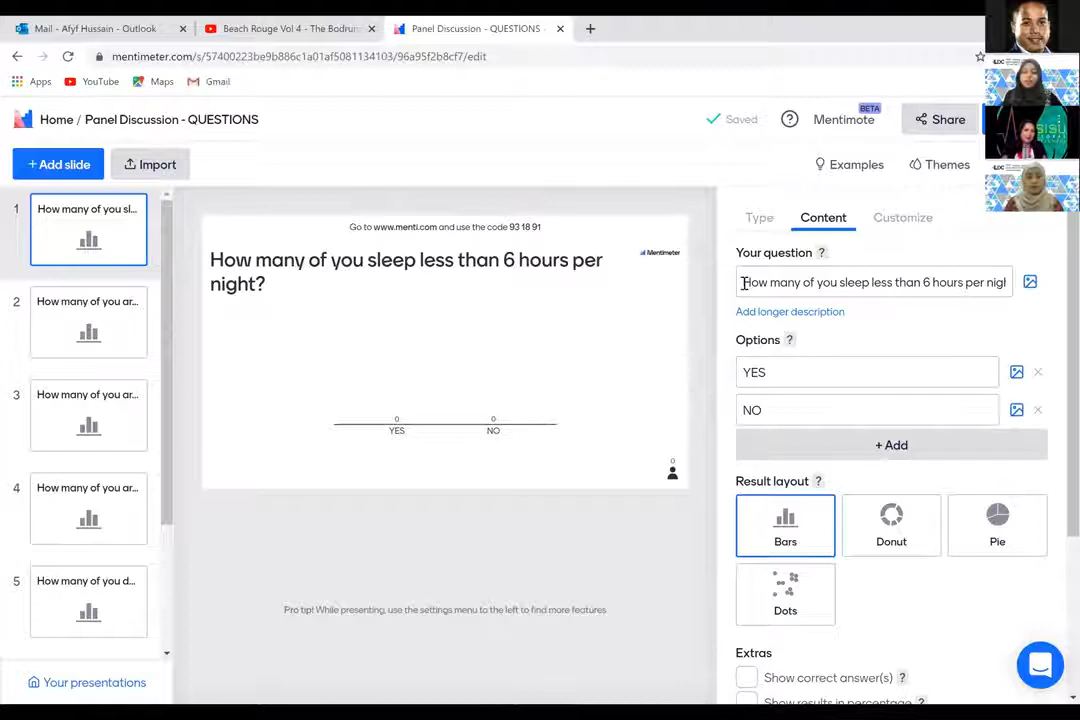 Mail - Afyf Hussain - Outlook
Beach Rouge Vol 4 - The Bodrum
Panel Discussion - QUESTIONS
mentimeter.com/s/57400223be9b886c1a01af5081134103/96a95f2b8cf7/edit
Apps YouTube Maps Gmail
Home / Panel Discussion - QUESTIONS
Saved
?
Mentimote
BETA
Share
+ Add slide
Import
Examples
Themes
1
How many of you sl...
2
How many of you ar...
3
How many of you ar...
4
How many of you ar...
5
How many of you d...
Your presentations
Go to www.menti.com and use the code 93 18 91
Mentimeter
How many of you sleep less than 6 hours per
night?
0 0
YES NO
0
Pro tip! While presenting, use the settings menu to the left to find more features
Type Content Customize
Your question ?
How many of you sleep less than 6 hours per nigh
Add longer description
Options ?
YES
NO
+ Add
Result layout ?
Bars
Donut
Pie
Dots
Extras
Show correct answer(s) ?
Show results in percentage ?